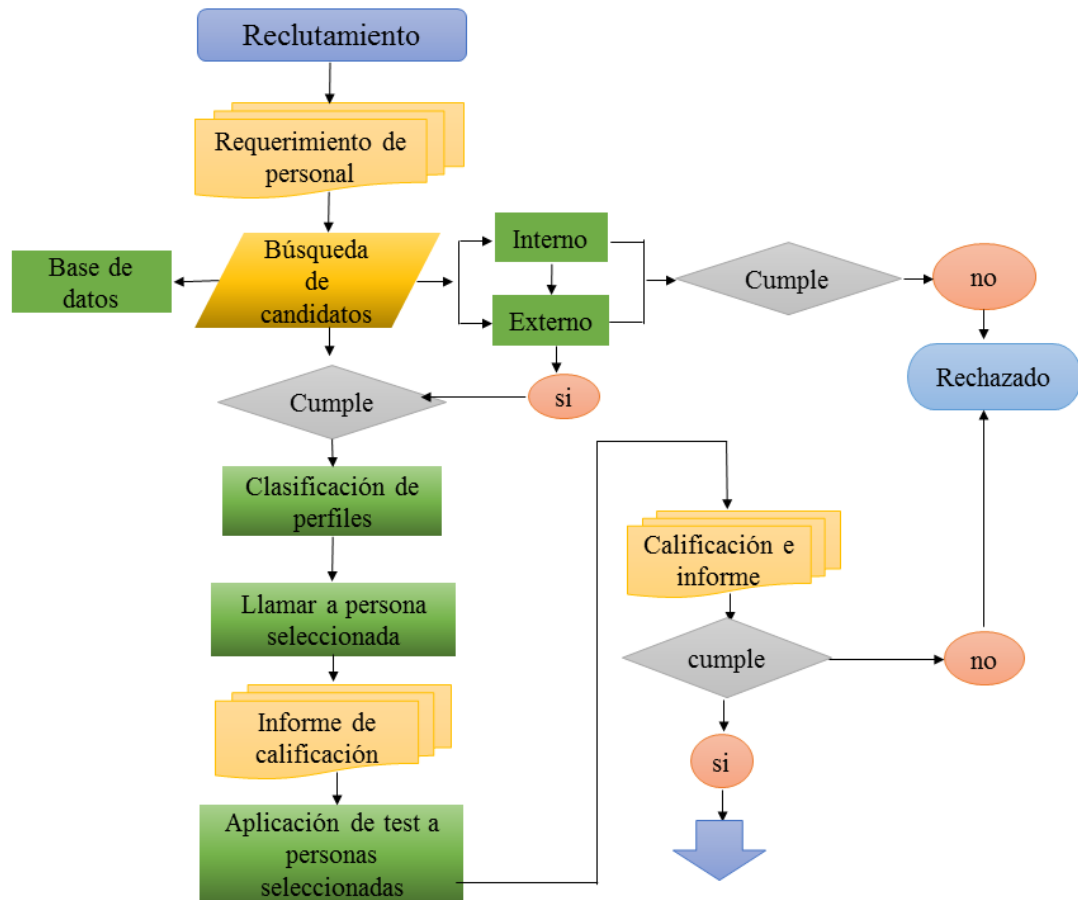 Reclutamiento
Requerimiento de
personal
Base de
datos
Búsqueda
de
candidatos
Interno
Externo
Cumple
no
Rechazado
Cumple
si
Clasificación de
perfiles
Llamar a persona
seleccionada
Informe de
calificación
Aplicación de test a
personas
seleccionadas
Calificación e
informe
cumple
no
si